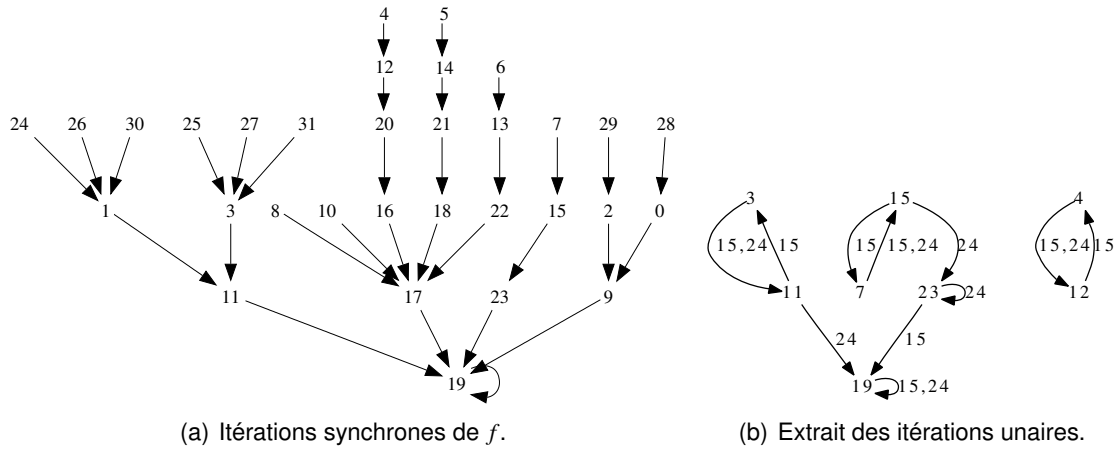 4 5
12 14 6
24 26 30 25 27 31 20 21 13 7 29 28
1 3 8 10 16 18 22 15 2 0
11 17 23 9
19
(a) Itérations synchrones de f.
3 15 4
15,24 15 15 15,24 24 15,24 15
11 7 23 24 12
24 15
19 15,24
(b) Extrait des itérations unaires.